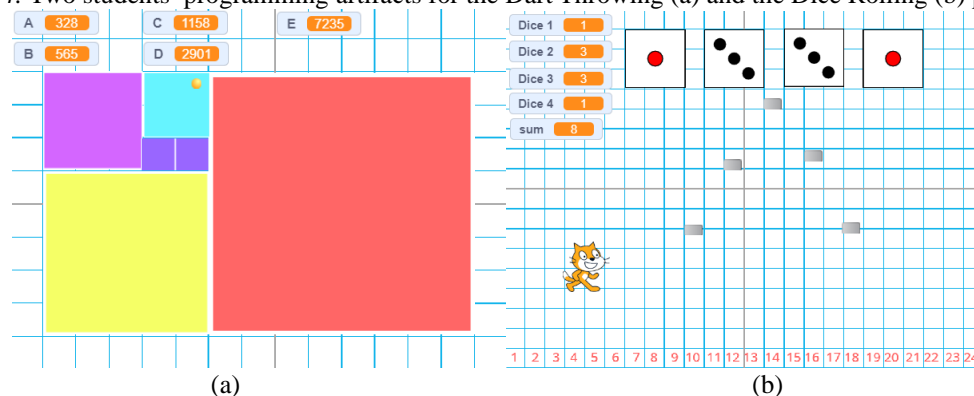 7. Two students' programming artifacts for the Dart Throwing (a) and the Dice Rolling (b)
A 328 C 1158 E 7235
B 565 D 2901
Dice 1 1
Dice 2 3
Dice 3 3
Dice 4 1
sum 8
1 2 3 4 5 6 7 8 9 10 11 12 13 14 15 16 17 18 19 20 21 22 23 24
(a) (b)